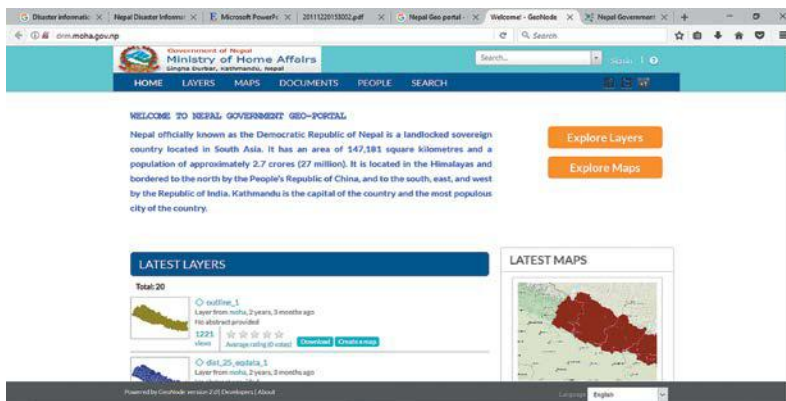 Disaster informatic
Nepal Disaster Informat
Microsoft PowerPo
20111220153002.pdf
Nepal Geo portal -
Welcome! - GeoNode
Nepal Government
drm.moha.gov.np
Search
Government of Nepal
Ministry of Home Affairs
Singha Durbar, Kathmandu, Nepal
Search...
HOME LAYERS MAPS DOCUMENTS PEOPLE SEARCH
WELCOME TO NEPAL GOVERNMENT GEO-PORTAL
Nepal officially known as the Democratic Republic of Nepal is a landlocked sovereign
country located in South Asia. It has an area of 147,181 square kilometres and a
population of approximately 2.7 crores (27 million). It is located in the Himalayas and
bordered to the north by the People's Republic of China, and to the south, east, and west
by the Republic of India. Kathmandu is the capital of the country and the most populous
city of the country.
Explore Layers
Explore Maps
LATEST LAYERS
Total: 20
outline_1
Layer from moha, 2 years, 3 months ago
No abstract provided
1221
views
Average rating (0 votes)
Download
Create a map
dist_25_eqdata_1
Layer from moha, 2 years, 3 months ago
LATEST MAPS
Powered by GeoNode version 2.0 | Developers | About
Language
English